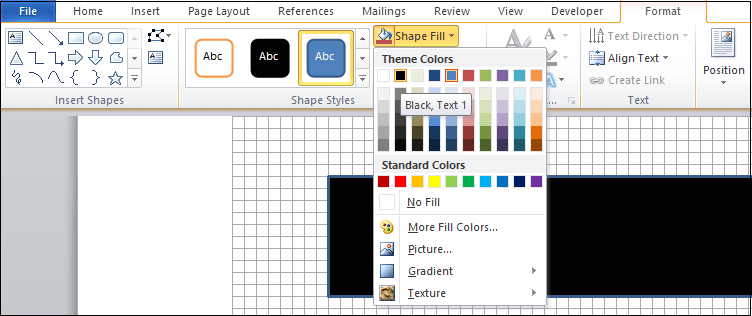 File Home Insert Page Layout References Mailings Review View Developer Format
Shape Fill
Text Direction
Align Text
Create Link
Position
Abc Abc Abc
Insert Shapes Shape Styles Text
Theme Colors
Black, Text 1
Standard Colors
No Fill
More Fill Colors...
Picture...
Gradient
Texture